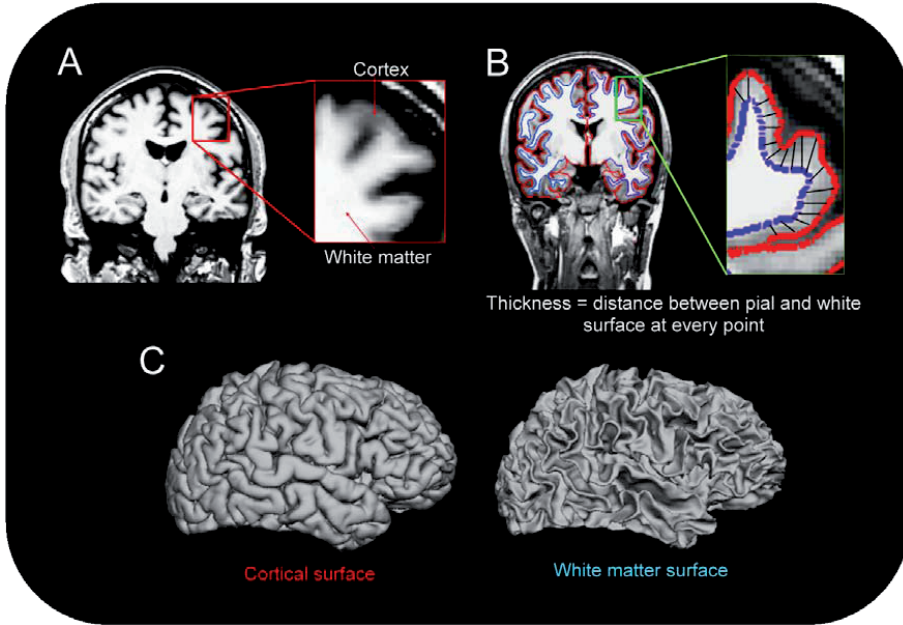 A
Cortex
White matter
B
Thickness = distance between pial and white
surface at every point
C
Cortical surface
White matter surface